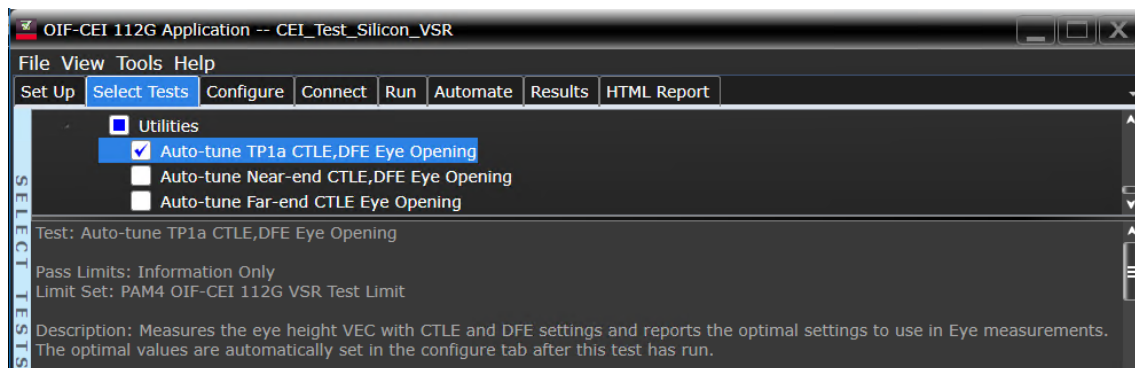 OIF-CEI 112G Application -- CEI_Test_Silicon_VSR
File View Tools Help
Set Up Select Tests Configure Connect Run Automate Results HTML Report
Utilities
Auto-tune TP1a CTLE,DFE Eye Opening
Auto-tune Near-end CTLE,DFE Eye Opening
Auto-tune Far-end CTLE Eye Opening
SELECT TESTS
Test: Auto-tune TP1a CTLE,DFE Eye Opening
Pass Limits: Information Only
Limit Set: PAM4 OIF-CEI 112G VSR Test Limit
Description: Measures the eye height VEC with CTLE and DFE settings and reports the optimal settings to use in Eye measurements.
The optimal values are automatically set in the configure tab after this test has run.